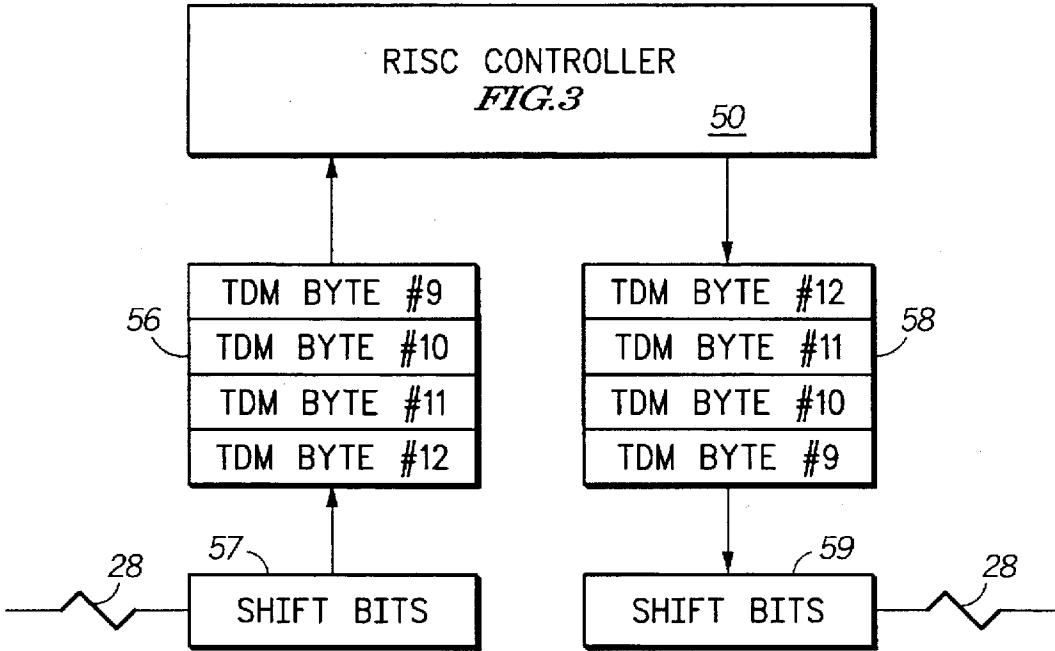 RISC CONTROLLER
FIG.3
50
TDM BYTE #9
TDM BYTE #10
TDM BYTE #11
TDM BYTE #12
56
TDM BYTE #12
TDM BYTE #11
TDM BYTE #10
TDM BYTE #9
58
28
57
SHIFT BITS
59
SHIFT BITS
28